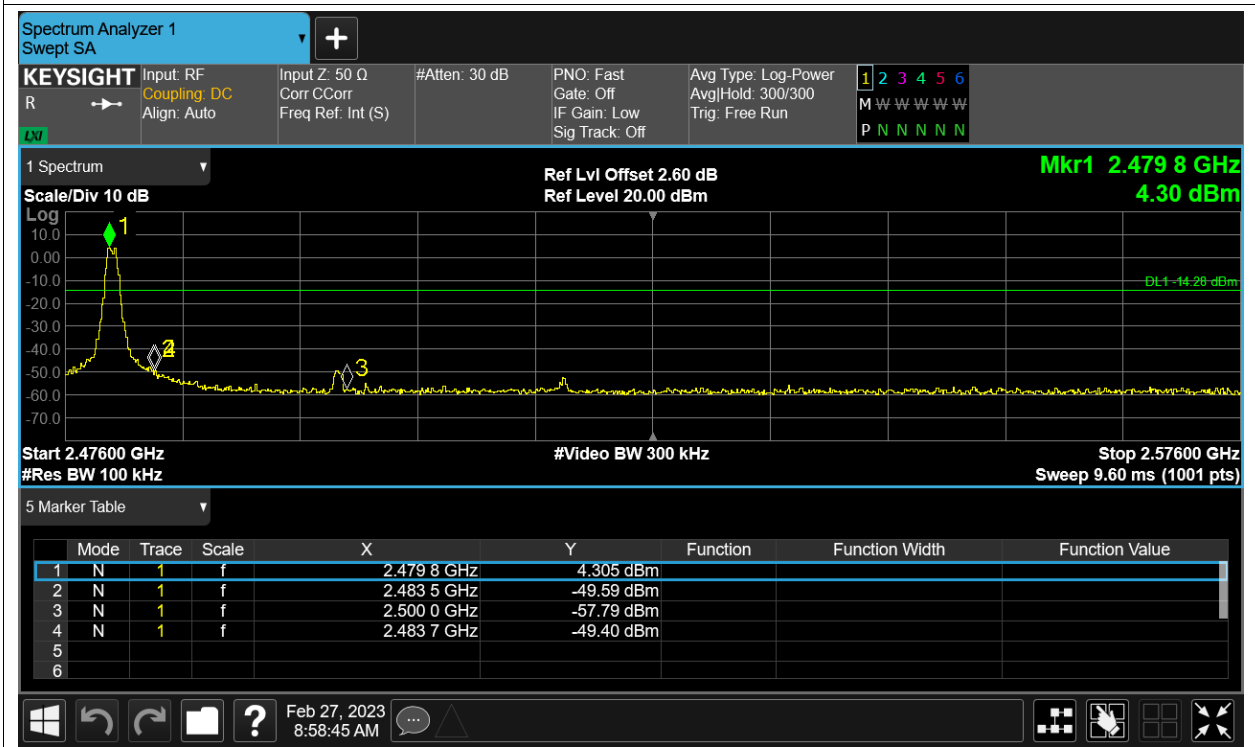 Spectrum Analyzer 1
Swept SA
+
KEYSIGHT Input: RF Input Z: 50 Ω #Atten: 30 dB PNO: Fast Avg Type: Log-Power 1 2 3 4 5 6
R Coupling: DC Corr CCorr Gate: Off Avg|Hold: 300/300 M W W W W W W
Align: Auto Freq Ref: Int (S) IF Gain: Low Trig: Free Run
LXI Sig Track: Off P N N N N N N
1 Spectrum Ref Lvl Offset 2.60 dB Mkr1 2.479 8 GHz
Scale/Div 10 dB Ref Level 20.00 dBm 4.30 dBm
Log
1
10.0
0.00
-10.0
DL1 -14.28 dBm
-20.0
-30.0
-40.0
2
4
3
-50.0
-60.0
-70.0
Start 2.47600 GHz #Video BW 300 kHz Stop 2.57600 GHz
#Res BW 100 kHz Sweep 9.60 ms (1001 pts)
5 Marker Table
Mode Trace Scale X Y Function Function Width Function Value
1 N 1 f 2.479 8 GHz 4.305 dBm
2 N 1 f 2.483 5 GHz -49.59 dBm
3 N 1 f 2.500 0 GHz -57.79 dBm
4 N 1 f 2.483 7 GHz -49.40 dBm
5
6
? Feb 27, 2023
8:58:45 AM